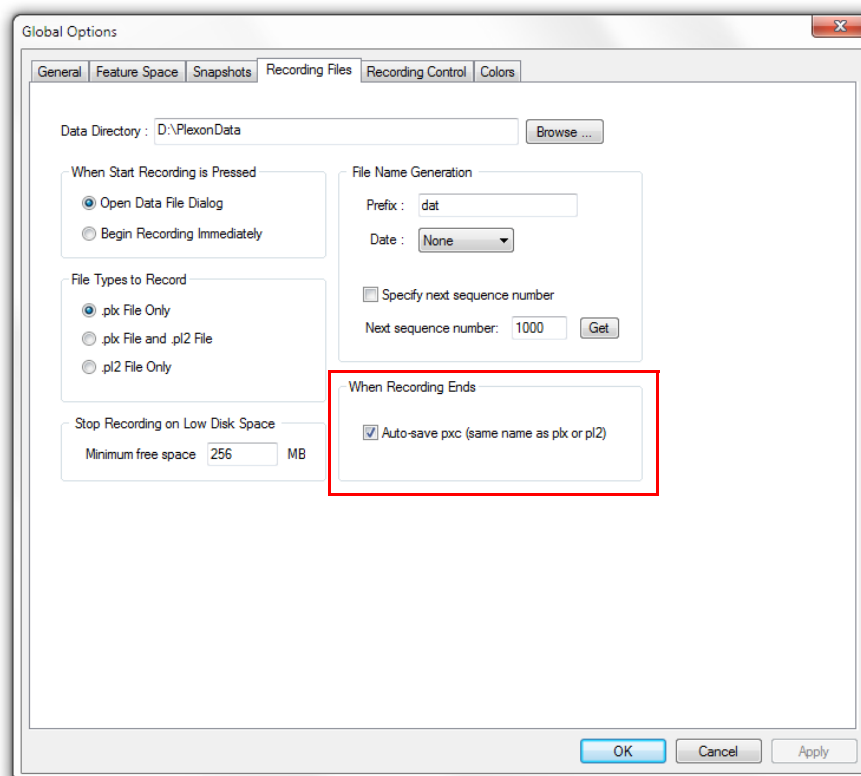 Global Options
General Feature Space Snapshots Recording Files Recording Control Colors
Data Directory : D:\PlexonData Browse ...
When Start Recording is Pressed
Open Data File Dialog
Begin Recording Immediately
File Types to Record
.plx File Only
.plx File and .pl2 File
.pl2 File Only
Stop Recording on Low Disk Space
Minimum free space 256 MB
File Name Generation
Prefix : dat
Date : None
Specify next sequence number
Next sequence number: 1000 Get
When Recording Ends
Auto-save pxc (same name as plx or pl2)
OK Cancel Apply